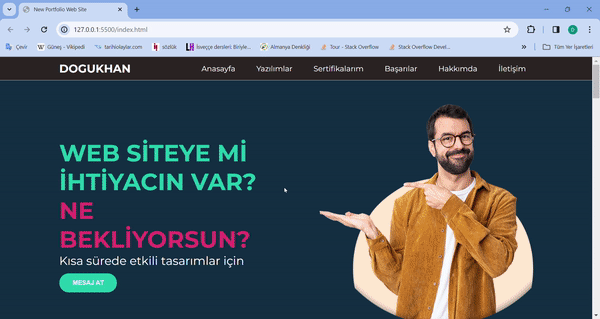 New Portfolio Web Site
127.0.0.1:5500/index.html
Çevir
Güneş - Vikipedi
tarihiolaylar.com
sözlük
İsveççe dersleri: Biriyle...
Almanya Denkliği
Tour - Stack Overflow
Stack Overflow Devel...
Tüm Yer İşaretleri
DOGUKHAN
Anasayfa
Yazılımlar
Sertifikalarım
Başarılar
Hakkımda
İletişim
WEB SİTEYE Mİ
İHTİYACIN VAR?
NE
BEKLİYORSUN?
Kısa sürede etkili tasarımlar için
MESAJ AT